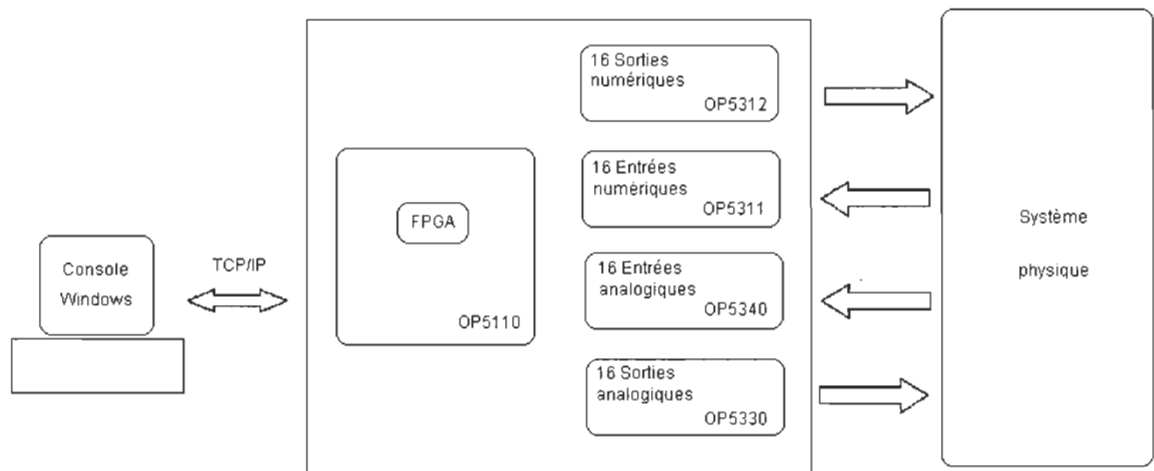 Console
Windows
TCP/IP
FPGA
OP5110
16 Sorties
numériques
OP5312
16 Entrées
numériques
OP5311
16 Entrées
analogiques
OP5340
16 Sorties
analogiques
OP5330
Système
physique